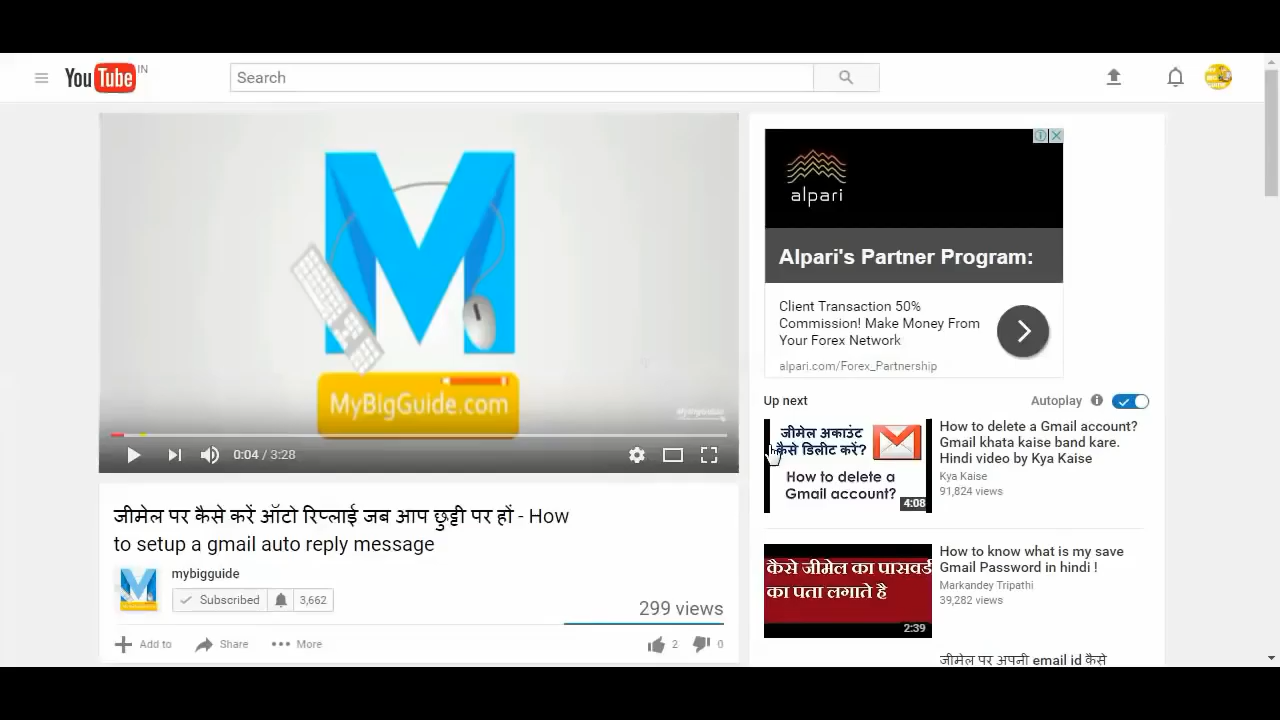 YouTube IN
Search
MyBigGuide.com
0:04 / 3:28
जीमेल पर कैसे करें ऑटो रिप्लाई जब आप छुट्टी पर हों - How
to setup a gmail auto reply message
mybigguide
Subscribed 3,662
299 views
Add to Share More 2 0
alpari
Alpari's Partner Program:
Client Transaction 50%
Commission! Make Money From
Your Forex Network
alpari.com/Forex_Partnership
Up next Autoplay
जीमेल अकाउंट
कैसे डिलीट करें?
How to delete a
Gmail account?
4:08
How to delete a Gmail account?
Gmail khata kaise band kare.
Hindi video by Kya Kaise
Kya Kaise
91,824 views
कैसे जीमेल का पासवर्ड
का पता लगाते है
2:39
How to know what is my save
Gmail Password in hindi !
Markandey Tripathi
39,282 views
जीमेल पर अपनी email id कैसे